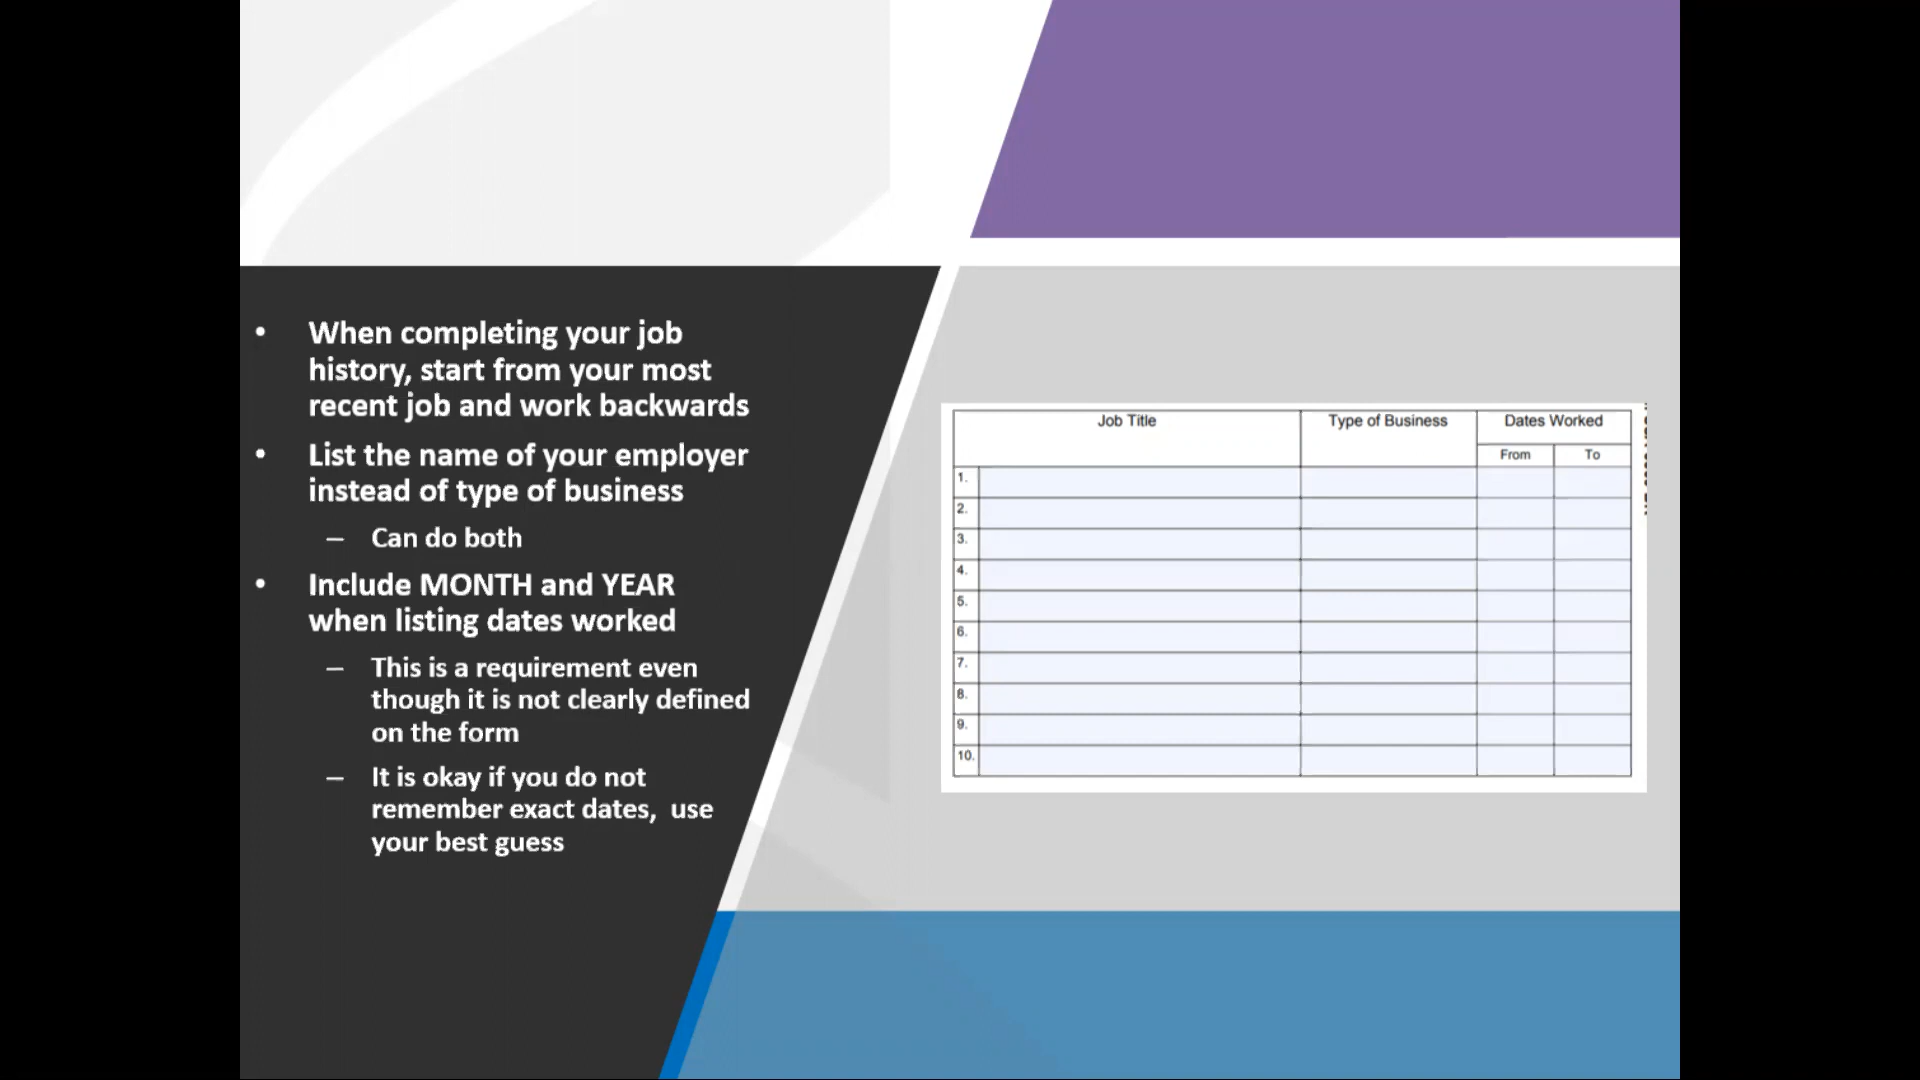 • When completing your job
history, start from your most
recent job and work backwards
• List the name of your employer
instead of type of business
– Can do both
• Include MONTH and YEAR
when listing dates worked
– This is a requirement even
though it is not clearly defined
on the form
– It is okay if you do not
remember exact dates, use
your best guess
Job Title Type of Business Dates Worked
From To
1.
2.
3.
4.
5.
6.
7.
8.
9.
10.